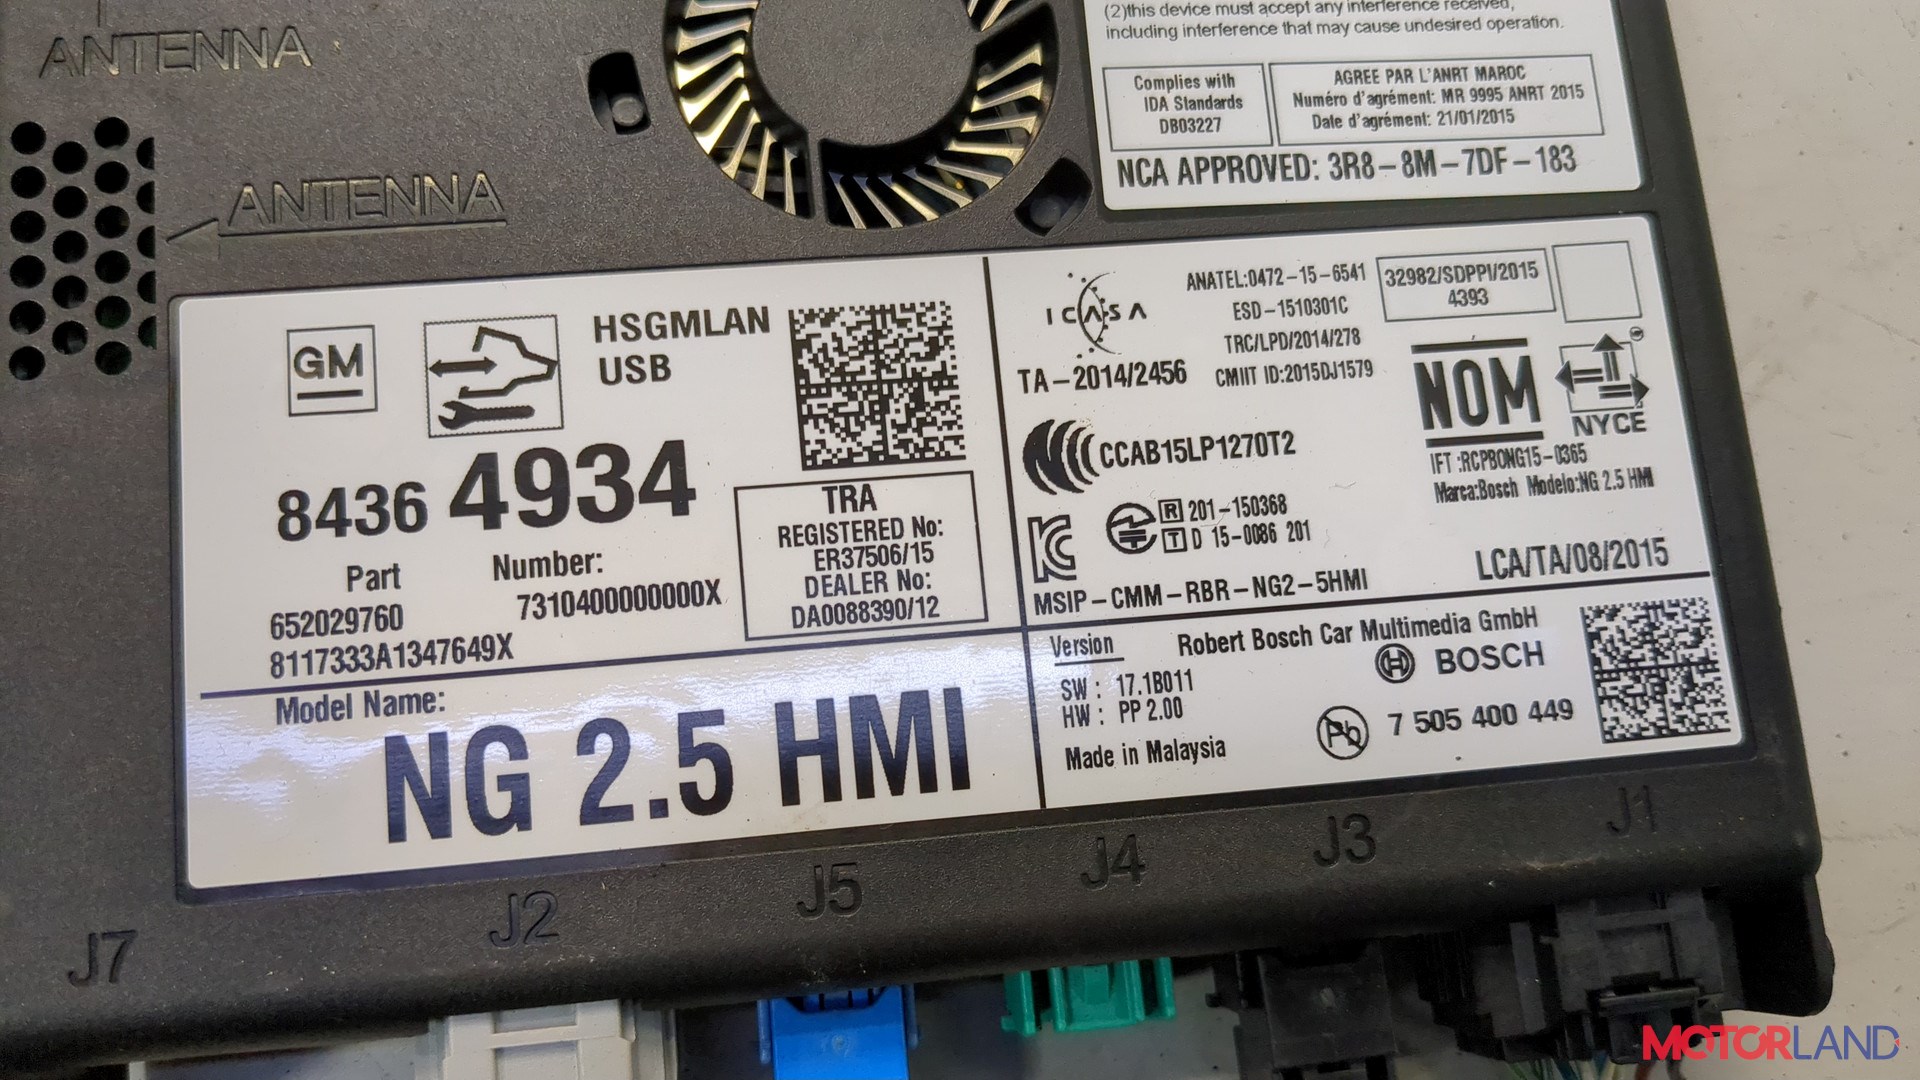 ANTENNA
ANTENNA
(2)this device must accept any interference received,
including interference that may cause undesired operation.
Complies with
IDA Standards
DB03227
AGREE PAR L'ANRT MAROC
Numéro d'agrément: MR 9995 ANRT 2015
Date d'agrément: 21/01/2015
NCA APPROVED: 3R8-8M-7DF-183
GM
HSGMLAN
USB
8436 4934
Part Number:
652029760 7310400000000X
8117333A1347649X
TRA
REGISTERED No:
ER37506/15
DEALER No:
DA0088390/12
Model Name:
NG 2.5 HMI
ICASA
TA-2014/2456
ANATEL:0472-15-6541
ESD-1510301C
TRC/LPD/2014/278
CMIIT ID:2015DJ1579
32982/SDPPI/2015
4393
NOM
NYCE
CCAB15LP1270T2
IFT :RCPBONG15-0365
Marca:Bosch Modelo:NG 2.5 HMI
R 201-150368
T D 15-0086 201
MSIP-CMM-RBR-NG2-5HMI
LCA/TA/08/2015
Version
SW : 17.1B011
HW : PP 2.00
Made in Malaysia
Robert Bosch Car Multimedia GmbH
BOSCH
Pb 7 505 400 449
J7 J2 J5 J4 J3 J1
MOTORLAND